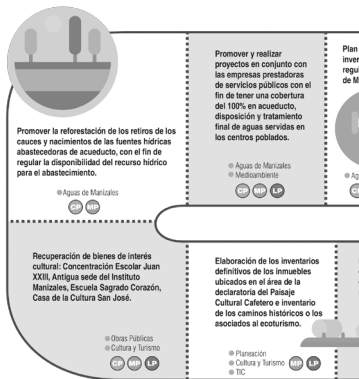 Promover la reforestación de los retiros de los
cauces y nacimientos de las fuentes hídricas
abastecedoras de acueducto, con el fin de
regular la disponibilidad del recurso hídrico
para el abastecimiento.
Aguas de Manizales
CP MP
Promover y realizar
proyectos en conjunto con
las empresas prestadoras
de servicios públicos con el
fin de tener una cobertura
del 100% en acueducto,
disposición y tratamiento
final de aguas servidas en
los centros poblados.
Aguas de Manizales
Medioambiente
CP MP LP
Plan
inver
regul
de M
Ag
Recuperación de bienes de interés
cultural: Concentración Escolar Juan
XXIII, Antigua sede del Instituto
Manizales, Escuela Sagrado Corazón,
Casa de la Cultura San José.
Obras Públicas
Cultura y Turismo
CP MP LP
Elaboración de los inventarios
definitivos de los inmuebles
ubicados en el área de la
declaratoria del Paisaje
Cultural Cafetero e inventario
de los caminos históricos o los
asociados al ecoturismo.
Planeación
Cultura y Turismo
TIC
MP LP